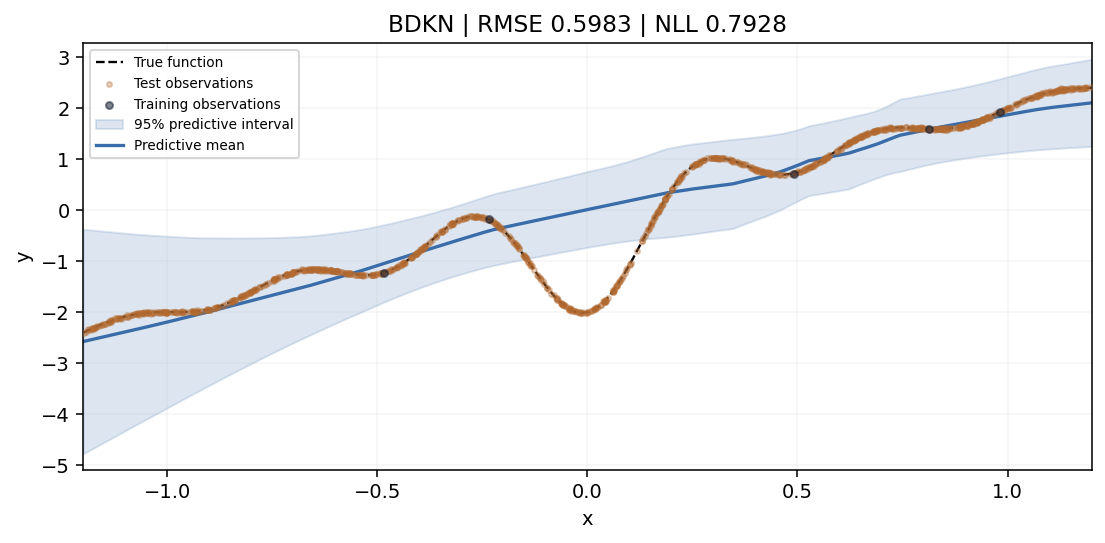 BDKN | RMSE 0.5983 | NLL 0.7928
True function
Test observations
Training observations
95% predictive interval
Predictive mean
3
2
1
0
−1
−2
−3
−4
−5
y
−1.0
−0.5
0.0
0.5
1.0
x